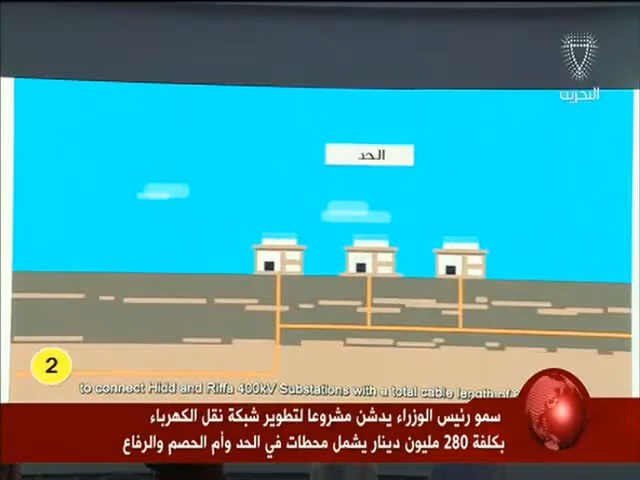 البحرين
الحد
2
to connect Hidd and Riffa 400kV Substations with a total cable length of
سمو رئيس الوزراء يدشن مشروعا لتطوير شبكة نقل الكهرباء
بكلفة 280 مليون دينار يشمل محطات في الحد وأم الحصم والرفاع